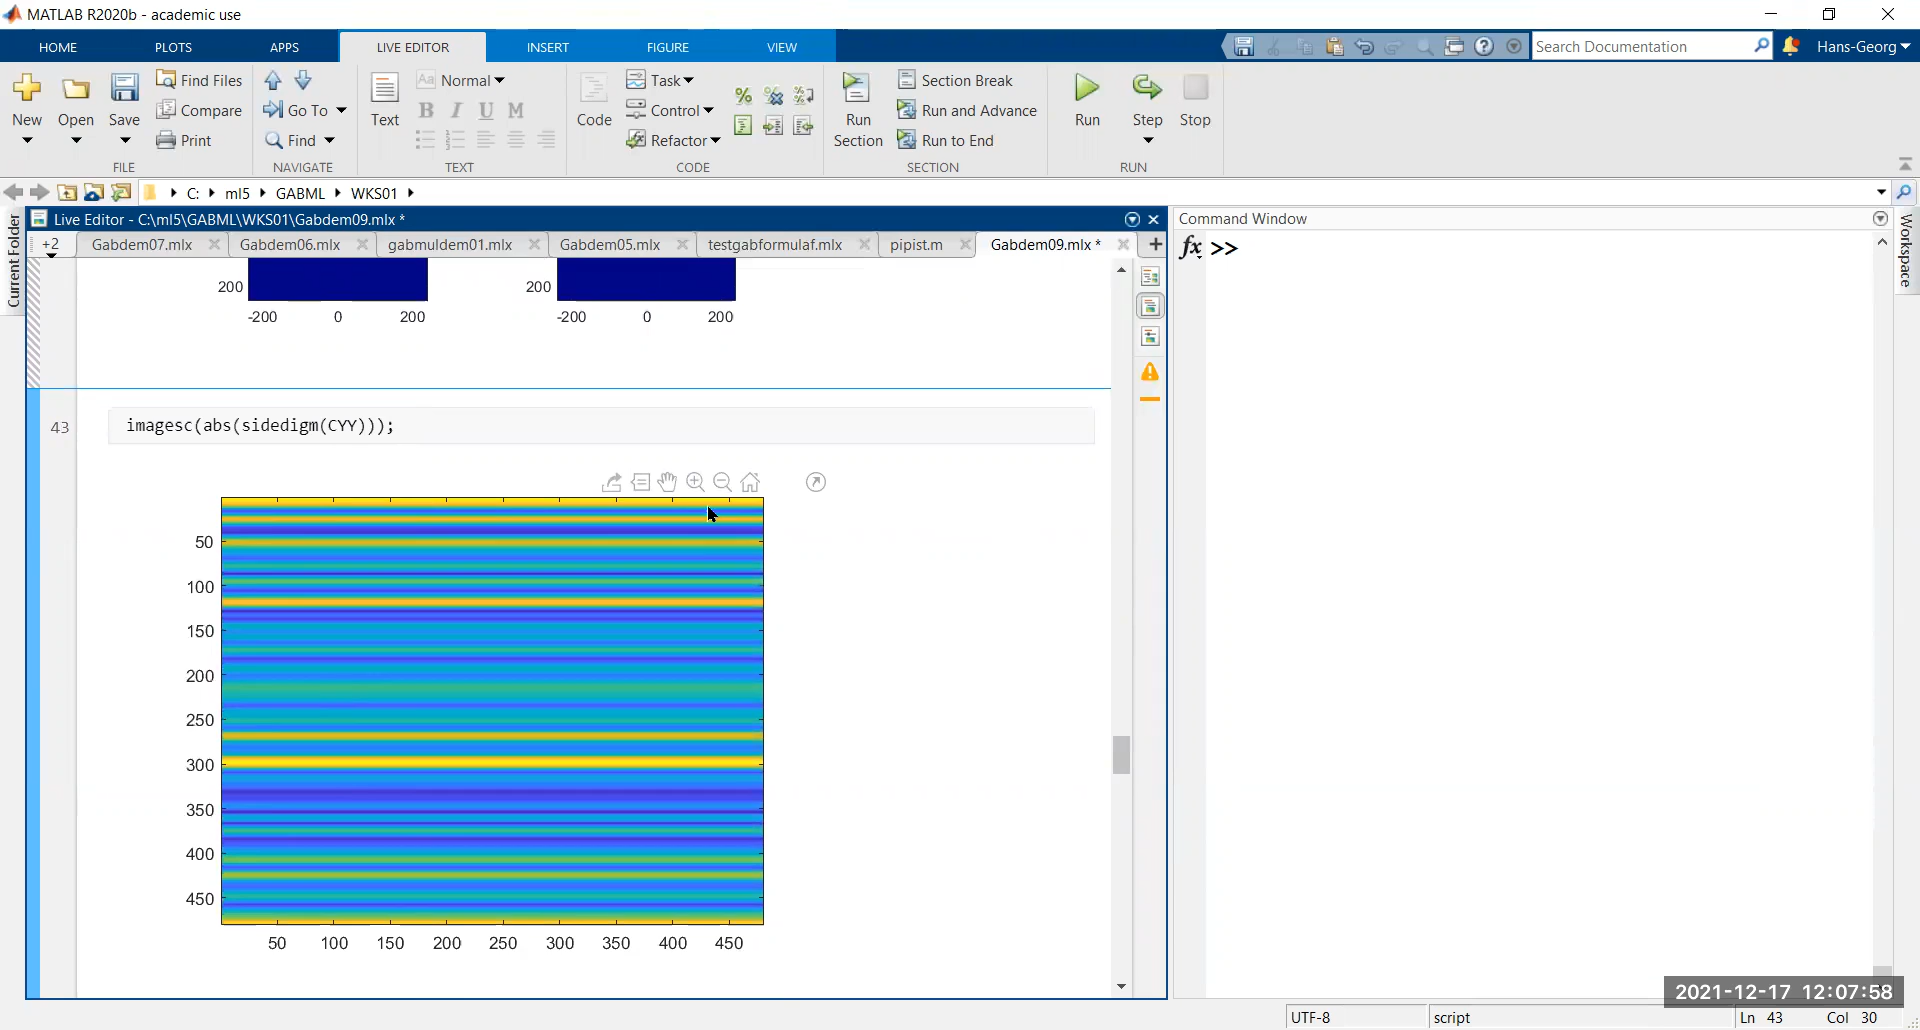 MATLAB R2020b - academic use
HOME PLOTS APPS LIVE EDITOR INSERT FIGURE VIEW
Search Documentation
Hans-Georg
New
Open
Save
Find Files
Compare
Print
FILE
Go To
Find
NAVIGATE
Text
Aa Normal
B I U M
TEXT
Code
Task
Control
Refactor
CODE
Run Section
Section Break
Run and Advance
Run to End
SECTION
Run
Step
Stop
RUN
C: ml5 GABML WKS01
Current Folder
Live Editor - C:\ml5\GABML\WKS01\Gabdem09.mlx *
+2 Gabdem07.mlx Gabdem06.mlx gabmuldem01.mlx Gabdem05.mlx testgabformulaf.mlx pipist.m Gabdem09.mlx * +
200 200
-200 0 200 -200 0 200
43 imagesc(abs(sidedigm(CYY)));
50
100
150
200
250
300
350
400
450
50 100 150 200 250 300 350 400 450
Command Window
fx >>
Workspace
2021-12-17 12:07:58
UTF-8 script Ln 43 Col 30